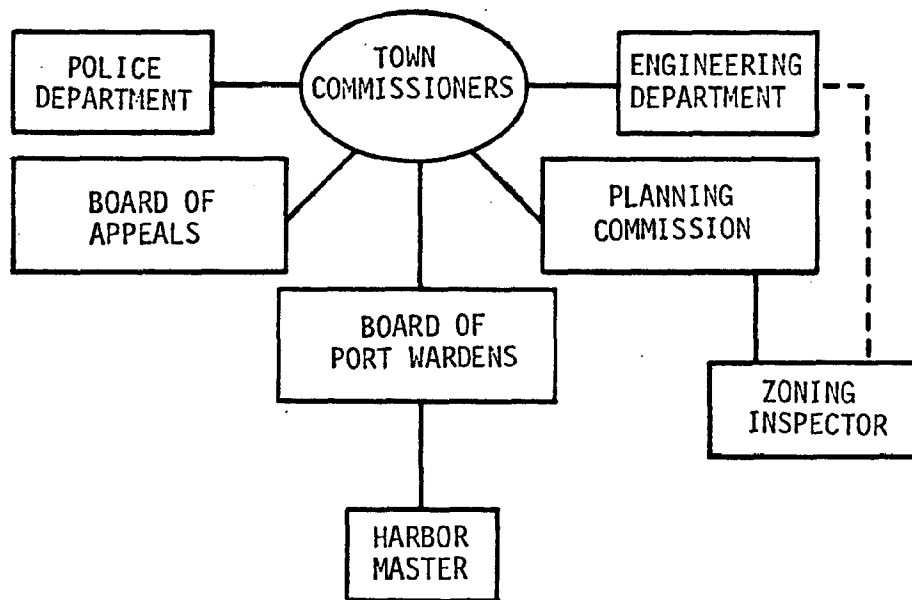 POLICE
DEPARTMENT
TOWN
COMMISSIONERS
ENGINEERING
DEPARTMENT
BOARD OF
APPEALS
PLANNING
COMMISSION
BOARD OF
PORT WARDENS
ZONING
INSPECTOR
HARBOR
MASTER